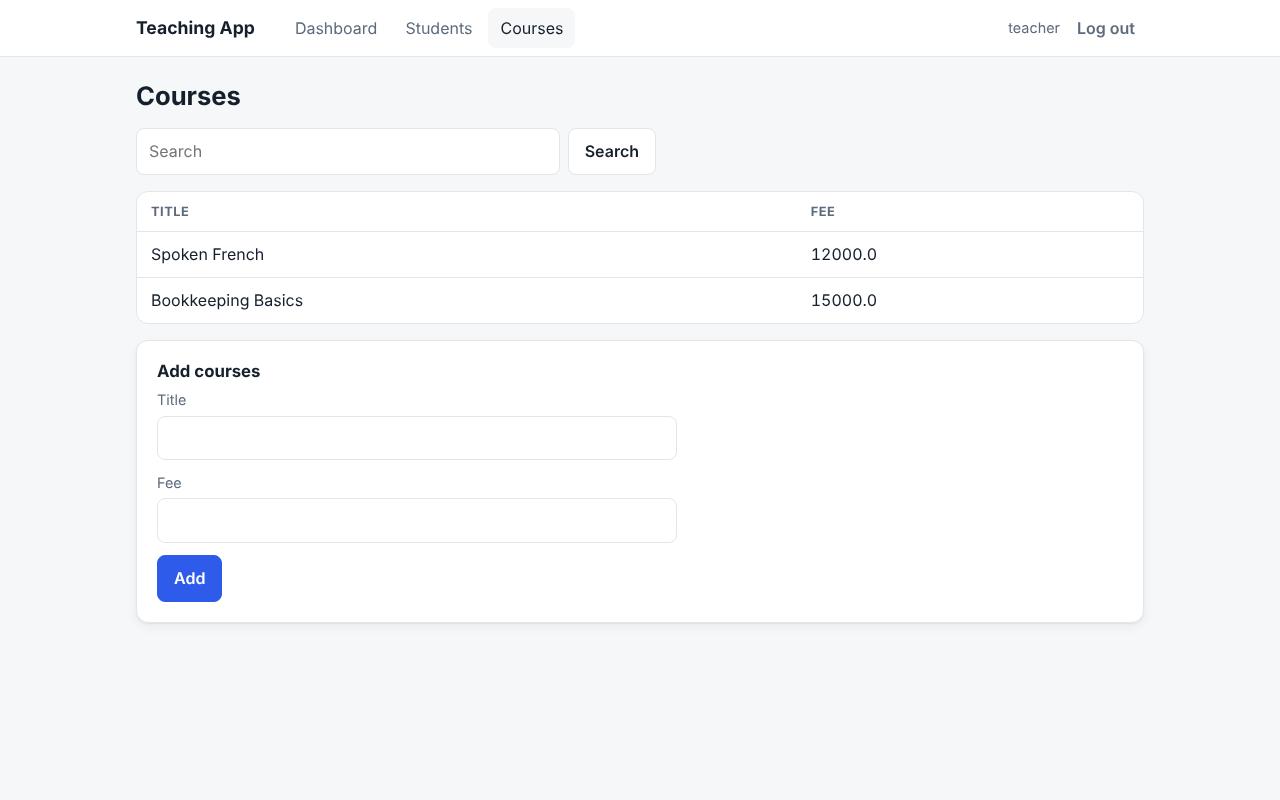 Teaching App Dashboard Students Courses teacher Log out
Courses
Search Search
TITLE FEE
Spoken French 12000.0
Bookkeeping Basics 15000.0
Add courses
Title
Fee
Add